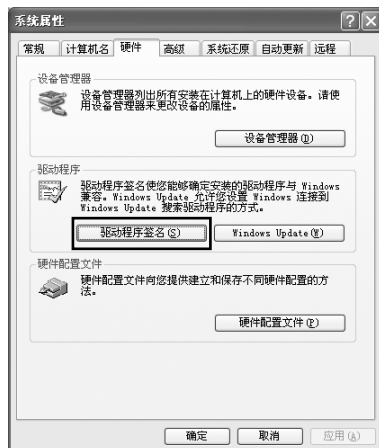 系统属性
常规 计算机名 硬件 高级 系统还原 自动更新 远程
设备管理器
设备管理器列出所有安装在计算机上的硬件设备。请使
用设备管理器来更改设备的属性。
设备管理器(D)
驱动程序
驱动程序签名使您能够确定安装的驱动程序与 Windows
兼容。Windows Update 允许您设置 Windows 连接到
Windows Update 搜索驱动程序的方式。
驱动程序签名(S) Windows Update(W)
硬件配置文件
硬件配置文件向您提供建立和保存不同硬件配置的方
法。
硬件配置文件(P)
确定 取消 应用(A)